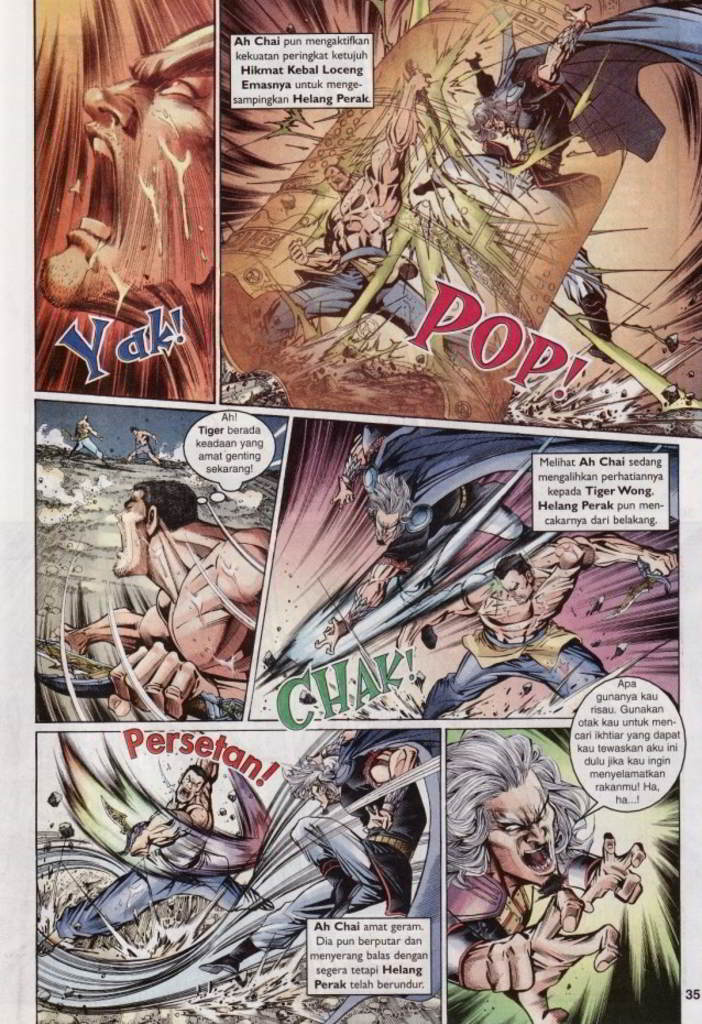 Ah Chai pun mengaktifkan
kekuatan peringkat ketujuh
Hikmat Kebal Loceng
Emasnya untuk menge-
sampingkan Helang Perak.
Yak!
POP!
Ah!
Tiger berada
keadaan yang
amat genting
sekarang!
Melihat Ah Chai sedang
mengalihkan perhatiannya
kepada Tiger Wong,
Helang Perak pun men-
cakarnya dari belakang.
CHAK!
Persetan!
Ah Chai amat geram.
Dia pun berputar dan
menyerang balas dengan
segera tetapi Helang
Perak telah berundur.
Apa
gunanya kau
risau. Gunakan
otak kau untuk men-
cari ikhtiar yang dapat
kau tewaskan aku ini
dulu jika kau ingin
menyelamatkan
rakanmu! Ha,
ha...!
35